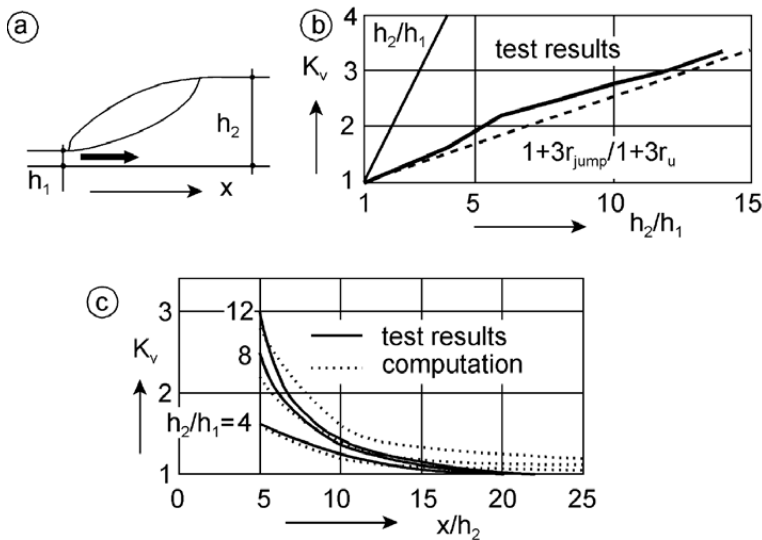 a
h₂
h₁
x
b
4
h₂/h₁
test results
Kᵥ
3
2
1+3r_jump/1+3r_u
1
1 5 10 15
h₂/h₁
c
3
12
test results
Kᵥ
8
computation
2
h₂/h₁=4
1
0 5 10 15 20 25
x/h₂